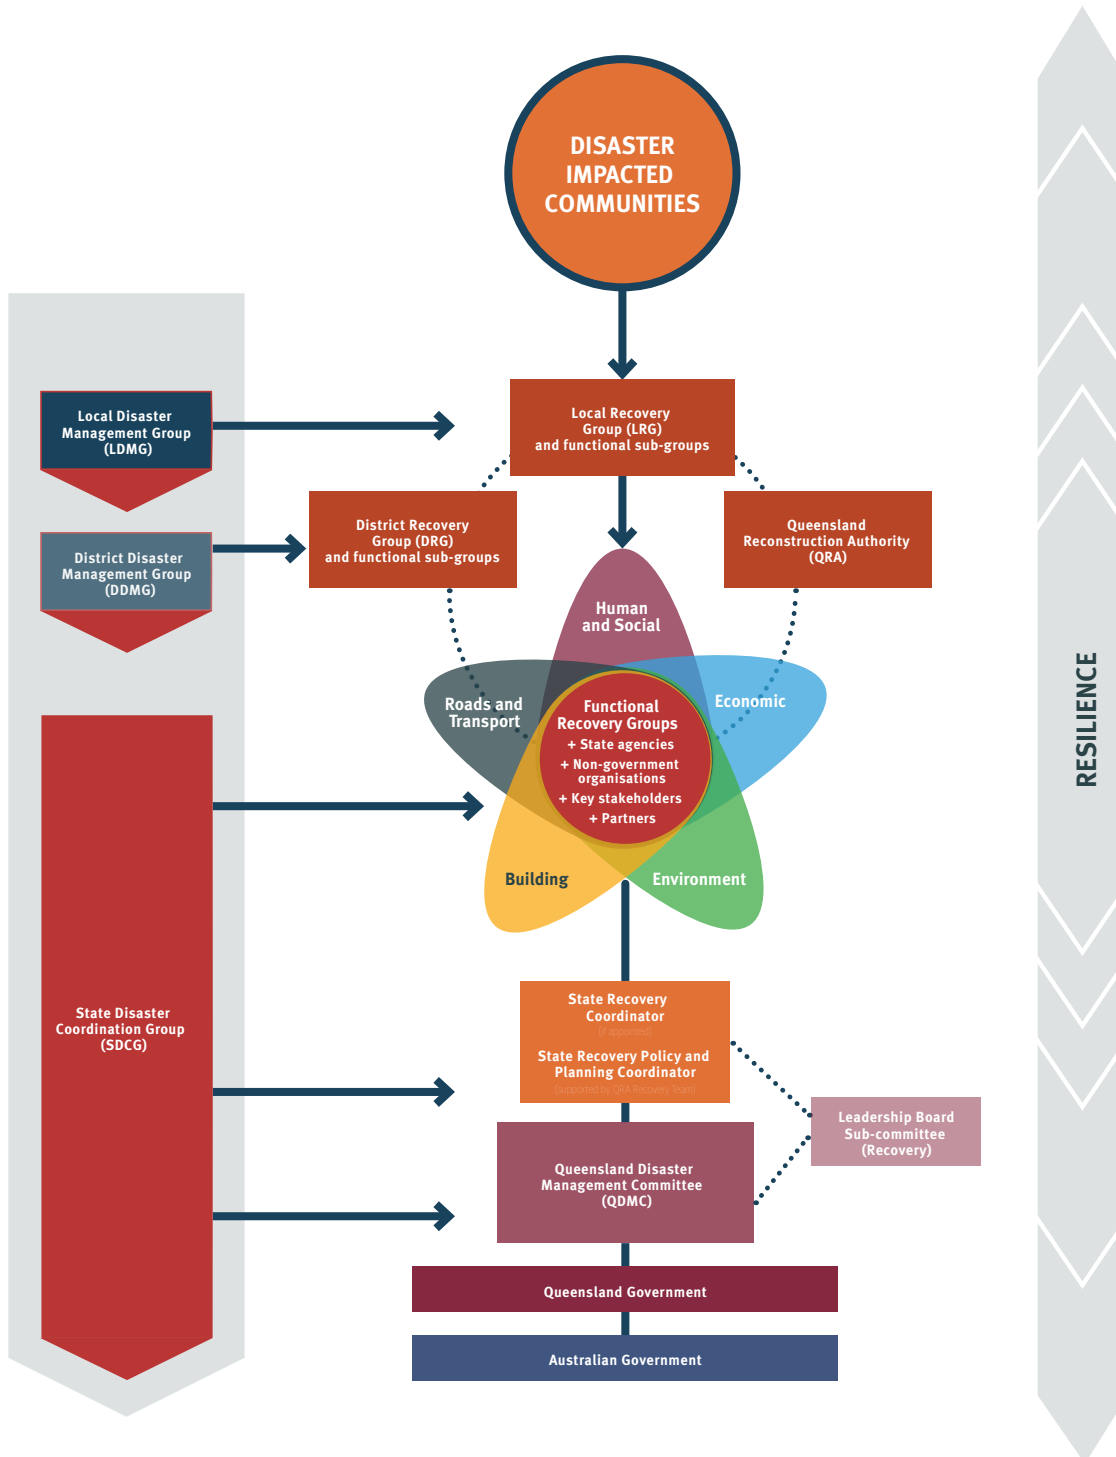 DISASTER
IMPACTED
COMMUNITIES
Local Disaster
Management Group
(LDMG)
Local Recovery
Group (LRG)
and functional sub-groups
District Disaster
Management Group
(DDMG)
District Recovery
Group (DRG)
and functional sub-groups
Queensland
Reconstruction Authority
(QRA)
Human
and Social
Roads and
Transport
Economic
Functional
Recovery Groups
+ State agencies
+ Non-government
organisations
+ Key stakeholders
+ Partners
Building
Environment
RESILIENCE
State Disaster
Coordination Group
(SDCG)
State Recovery
Coordinator
(if appointed)
State Recovery Policy and
Planning Coordinator
(supported by QRA Recovery Team)
Leadership Board
Sub-committee
(Recovery)
Queensland Disaster
Management Committee
(QDMC)
Queensland Government
Australian Government